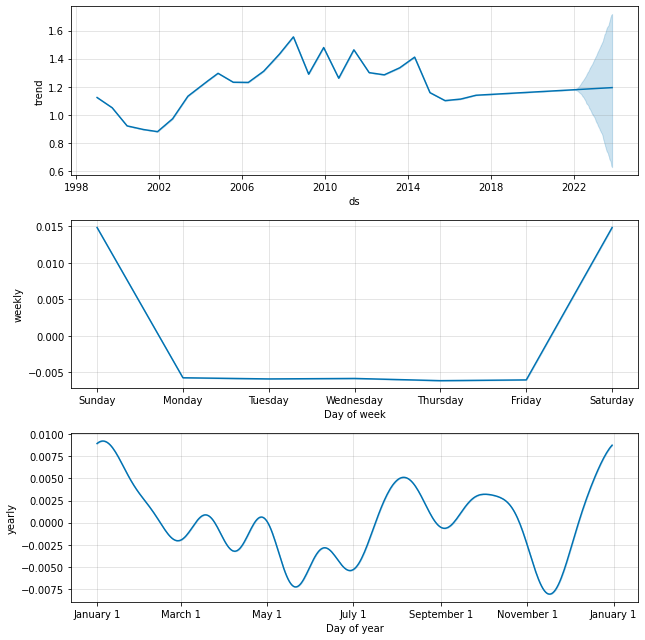 1.6
1.4
1.2
1.0
0.8
0.6
trend
1998 2002 2006 2010 2014 2018 2022
ds
0.015
0.010
0.005
0.000
−0.005
weekly
Sunday Monday Tuesday Wednesday Thursday Friday Saturday
Day of week
0.0100
0.0075
0.0050
0.0025
0.0000
−0.0025
−0.0050
−0.0075
yearly
January 1 March 1 May 1 July 1 September 1 November 1 January 1
Day of year